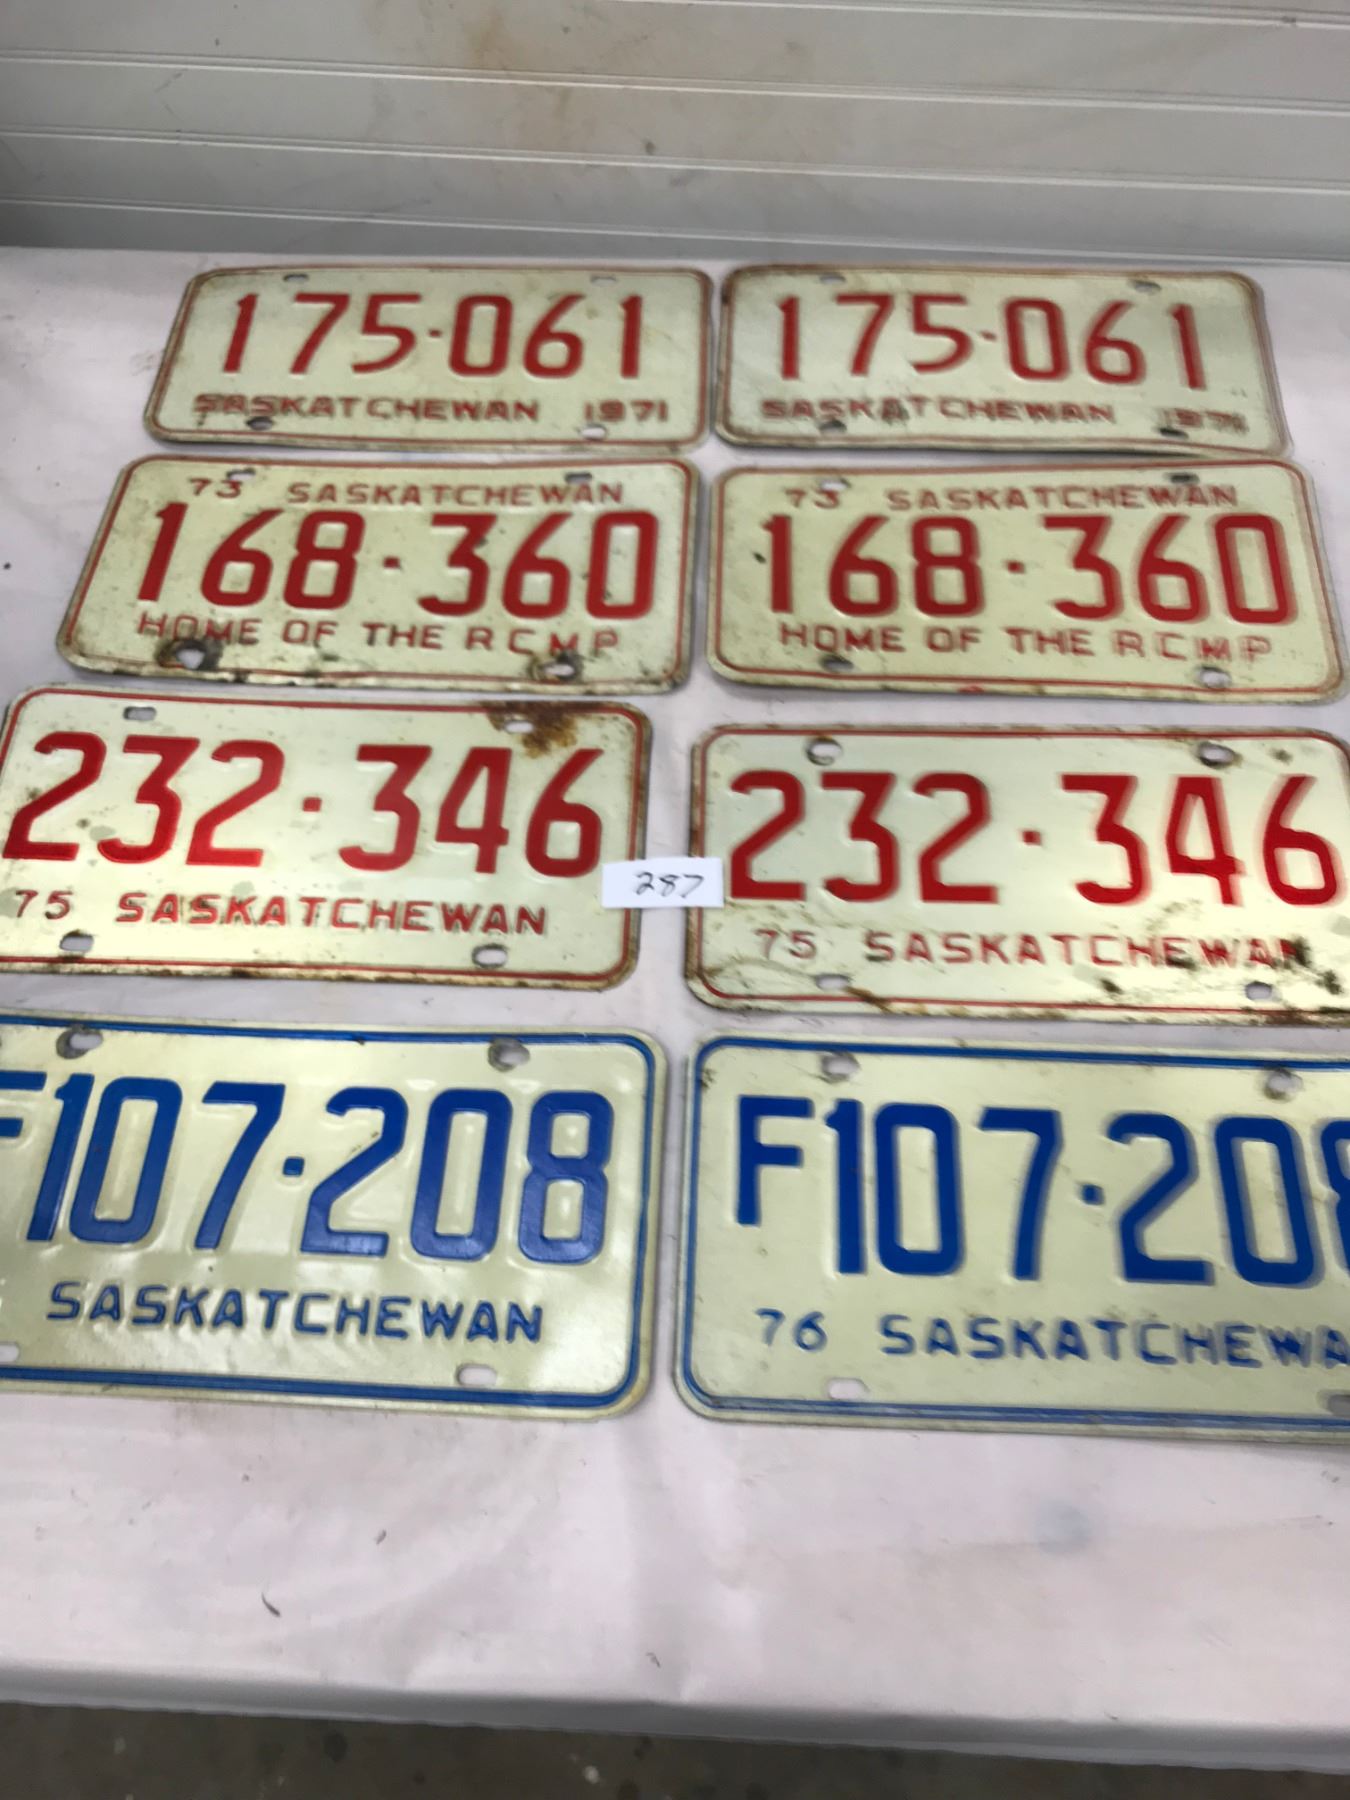 175·061
SASKATCHEWAN 1971
175·061
SASKATCHEWAN 1971
73 SASKATCHEWAN
168·360
HOME OF THE RCMP
73 SASKATCHEWAN
168·360
HOME OF THE RCMP
232·346
75 SASKATCHEWAN
287
232·346
75 SASKATCHEWAN
F107·208
SASKATCHEWAN
F107·208
76 SASKATCHEWA